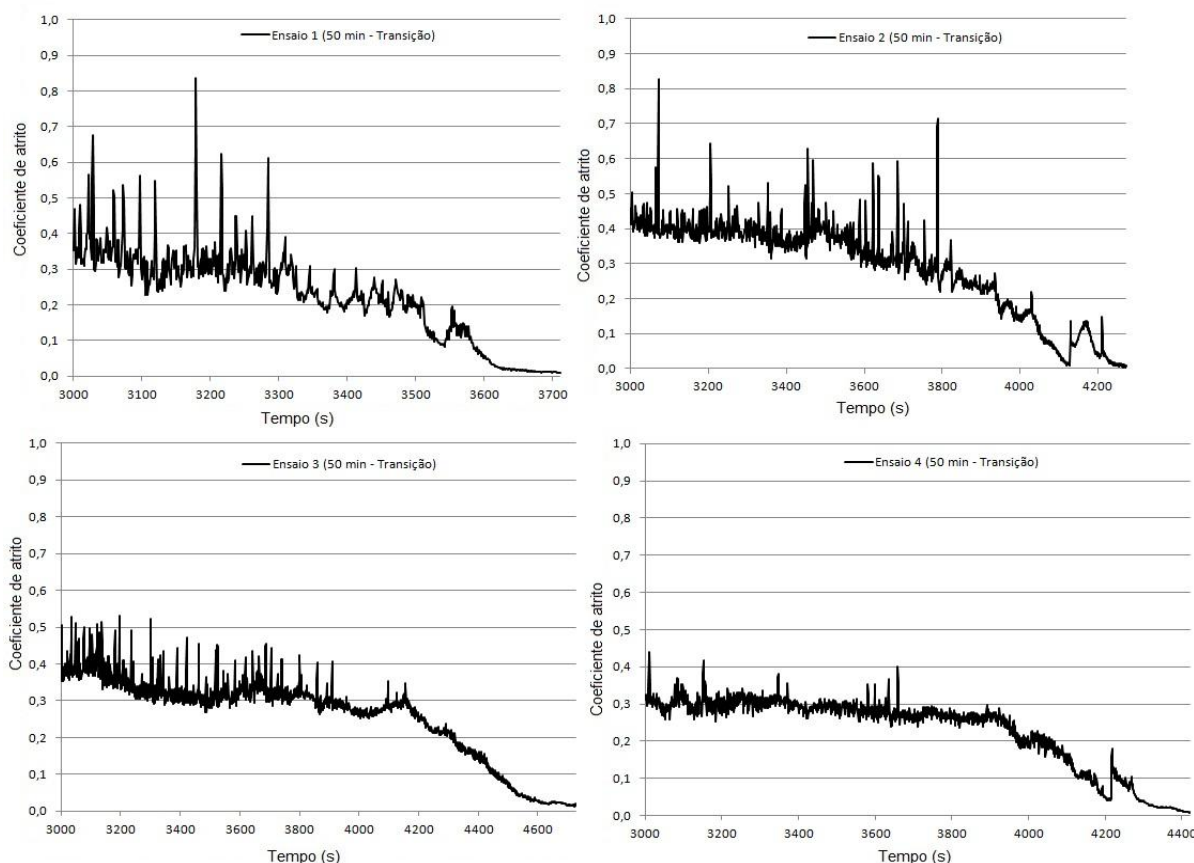 Ensaio 1 (50 min - Transição)
Coeficiente de atrito
1,0
0,9
0,8
0,7
0,6
0,5
0,4
0,3
0,2
0,1
0,0
3000 3100 3200 3300 3400 3500 3600 3700
Tempo (s)
Ensaio 2 (50 min - Transição)
Coeficiente de atrito
1,0
0,9
0,8
0,7
0,6
0,5
0,4
0,3
0,2
0,1
0,0
3000 3200 3400 3600 3800 4000 4200
Tempo (s)
Ensaio 3 (50 min - Transição)
Coeficiente de atrito
1,0
0,9
0,8
0,7
0,6
0,5
0,4
0,3
0,2
0,1
0,0
3000 3200 3400 3600 3800 4000 4200 4400 4600
Tempo (s)
Ensaio 4 (50 min - Transição)
Coeficiente de atrito
1,0
0,9
0,8
0,7
0,6
0,5
0,4
0,3
0,2
0,1
0,0
3000 3200 3400 3600 3800 4000 4200 4400
Tempo (s)